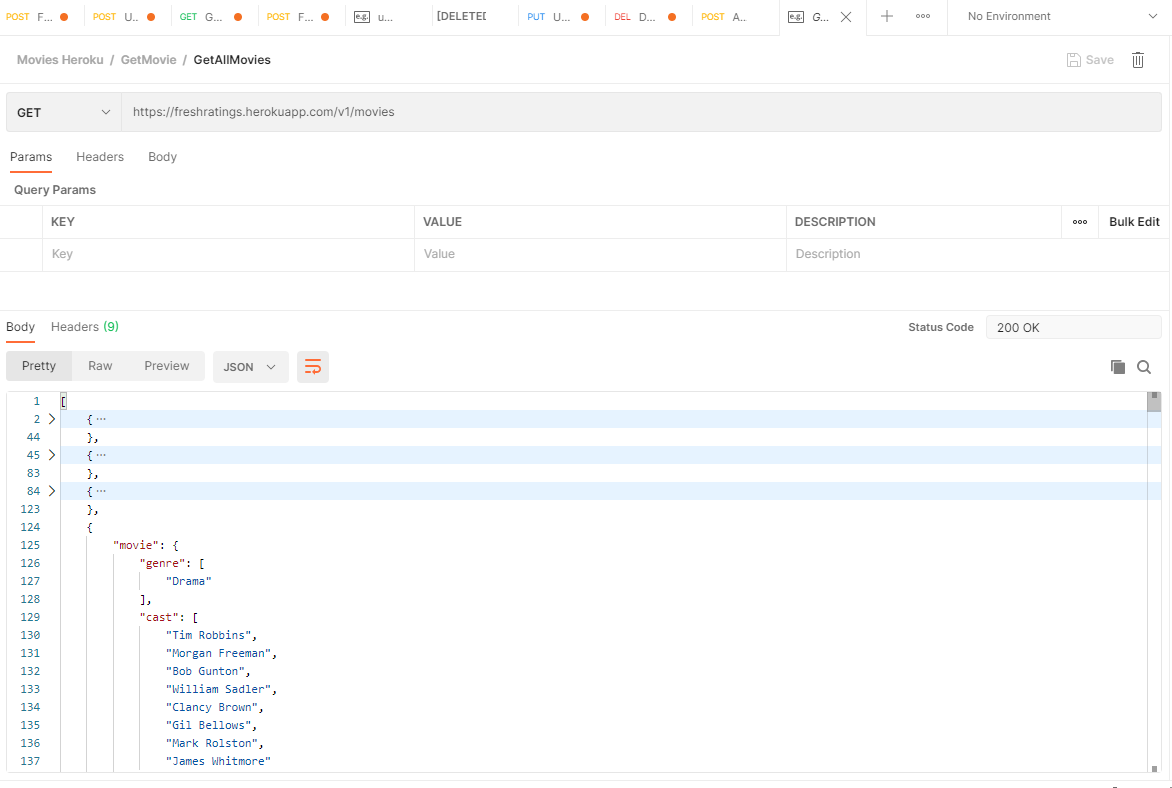 POST F... POST U.. GET G... POST F... e.g. u... [DELETED PUT U... DEL D... POST A.. e.g. G... No Environment
Movies Heroku / GetMovie / GetAllMovies Save
GET https://freshratings.herokuapp.com/v1/movies
Params Headers Body
Query Params
KEY VALUE DESCRIPTION Bulk Edit
Key Value Description
Body Headers (9) Status Code 200 OK
Pretty Raw Preview JSON
1 [
2 { ...
44 },
45 { ...
83 },
84 { ...
123 },
124 {
125 "movie": {
126 "genre": [
127 "Drama"
128 ],
129 "cast": [
130 "Tim Robbins",
131 "Morgan Freeman",
132 "Bob Gunton",
133 "William Sadler",
134 "Clancy Brown",
135 "Gil Bellows",
136 "Mark Rolston",
137 "James Whitmore"